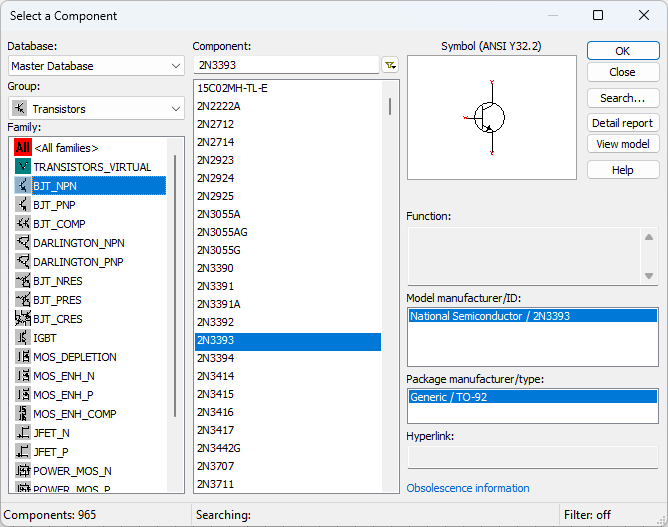 Select a Component
Database:
Master Database
Group:
Transistors
Family:
All <All families>
TRANSISTORS_VIRTUAL
BJT_NPN
BJT_PNP
BJT_COMP
DARLINGTON_NPN
DARLINGTON_PNP
BJT_NRES
BJT_PRES
BJT_CRES
IGBT
MOS_DEPLETION
MOS_ENH_N
MOS_ENH_P
MOS_ENH_COMP
JFET_N
JFET_P
POWER_MOS_N
POWER_MOS_P
Component:
2N3393
15C02MH-TL-E
2N2222A
2N2712
2N2714
2N2923
2N2924
2N2925
2N3055A
2N3055AG
2N3055G
2N3390
2N3391
2N3391A
2N3392
2N3393
2N3394
2N3414
2N3415
2N3416
2N3417
2N3442G
2N3707
2N3711
Symbol (ANSI Y32.2)
Function:
Model manufacturer/ID:
National Semiconductor / 2N3393
Package manufacturer/type:
Generic / TO-92
Hyperlink:
Obsolescence information
OK
Close
Search...
Detail report
View model
Help
Components: 965
Searching:
Filter: off